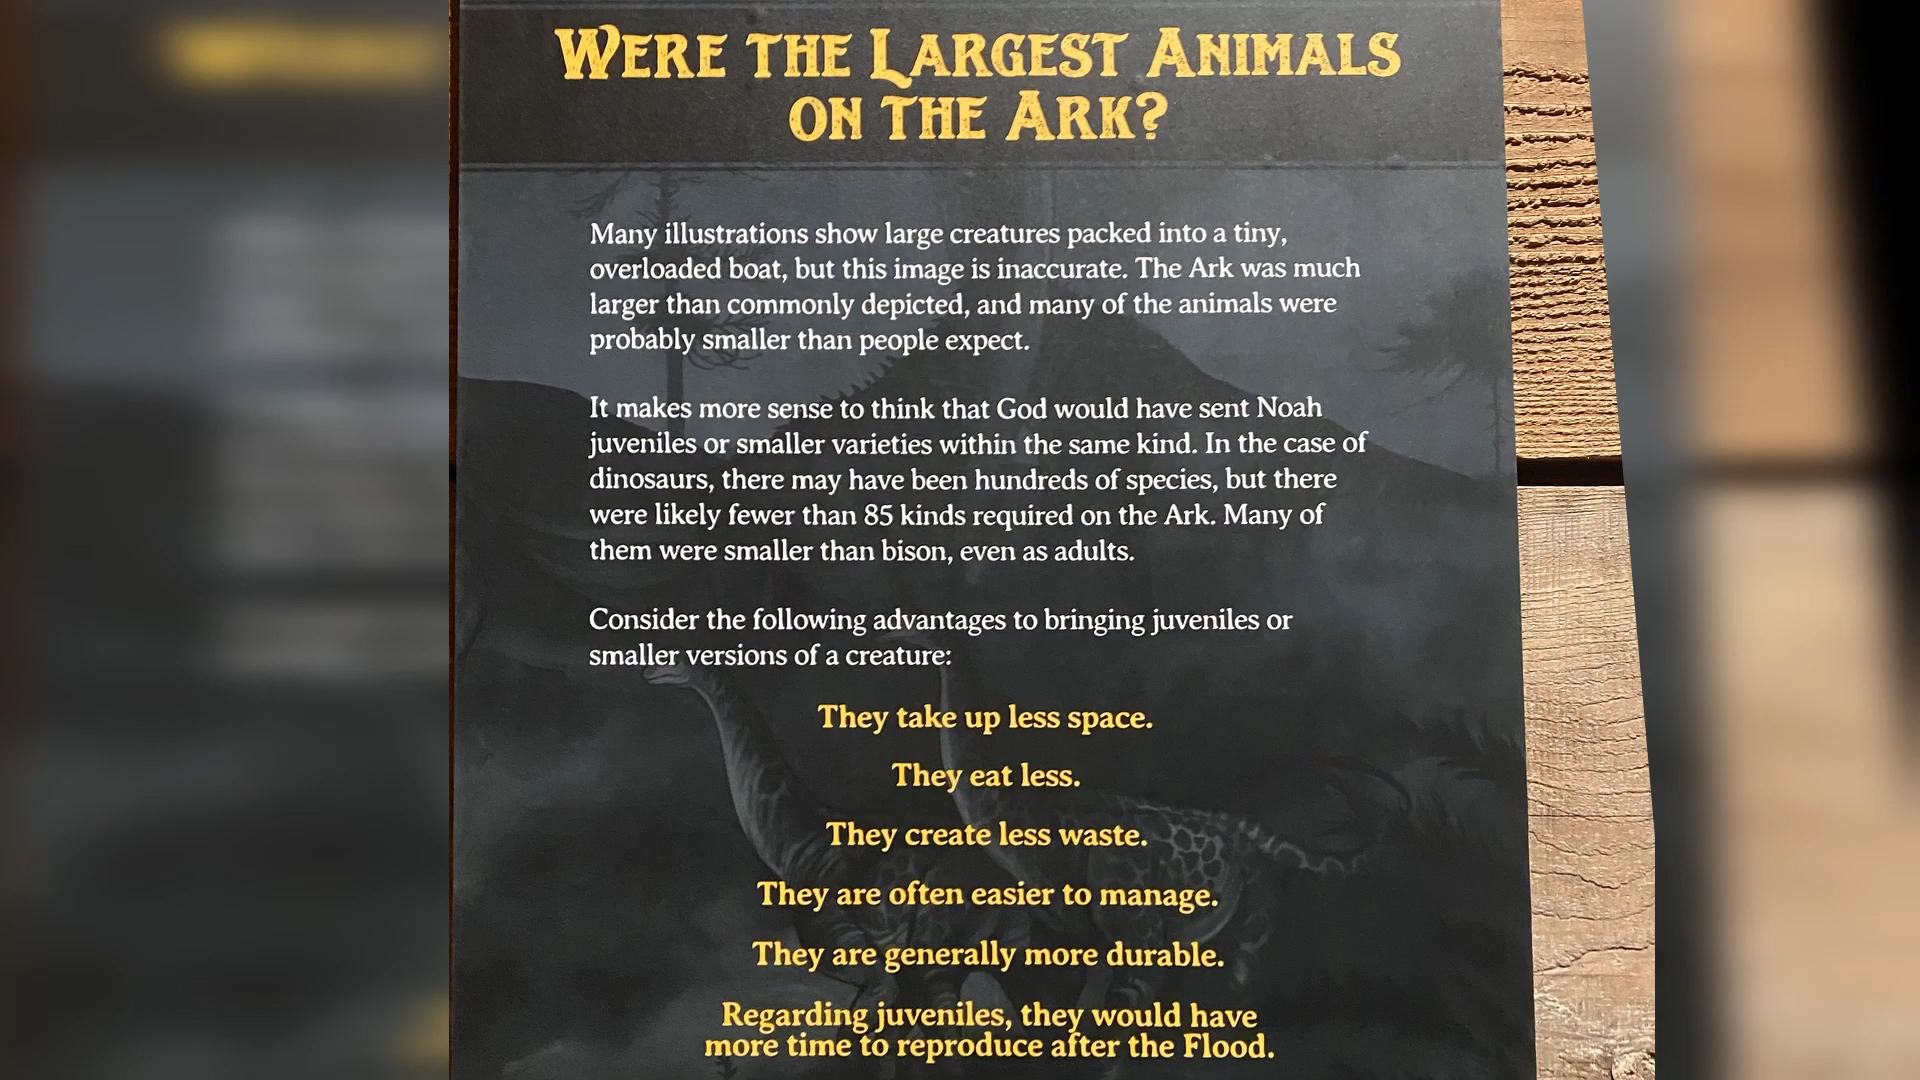 WERE THE LARGEST ANIMALS
ON THE ARK?
Many illustrations show large creatures packed into a tiny,
overloaded boat, but this image is inaccurate. The Ark was much
larger than commonly depicted, and many of the animals were
probably smaller than people expect.
It makes more sense to think that God would have sent Noah
juveniles or smaller varieties within the same kind. In the case of
dinosaurs, there may have been hundreds of species, but there
were likely fewer than 85 kinds required on the Ark. Many of
them were smaller than bison, even as adults.
Consider the following advantages to bringing juveniles or
smaller versions of a creature:
They take up less space.
They eat less.
They create less waste.
They are often easier to manage.
They are generally more durable.
Regarding juveniles, they would have
more time to reproduce after the Flood.